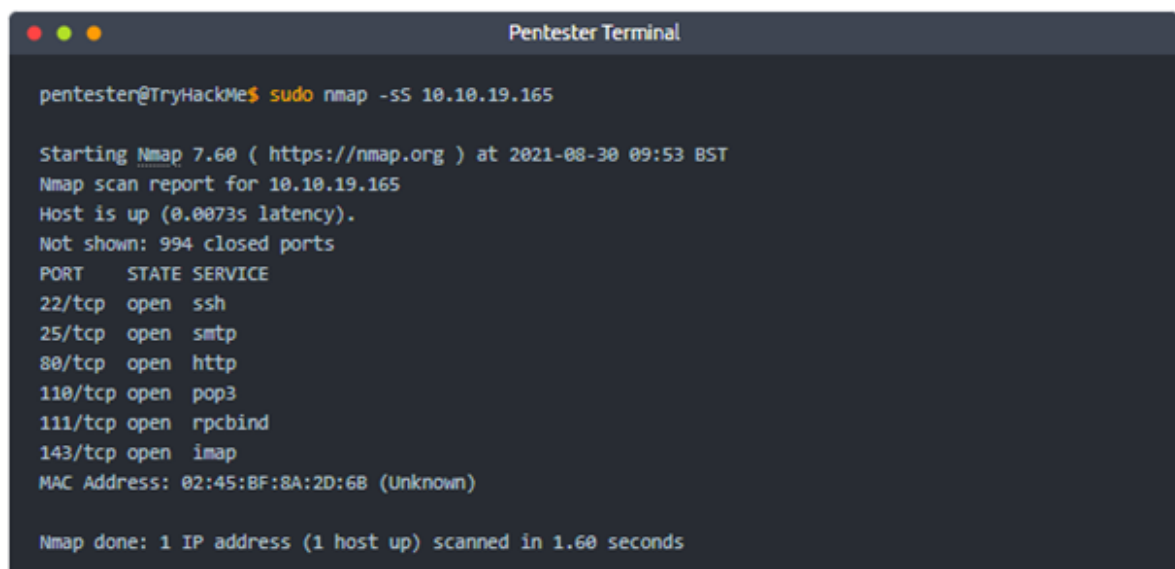 Pentester Terminal
pentester@TryHackMe$ sudo nmap -sS 10.10.19.165
Starting Nmap 7.60 ( https://nmap.org ) at 2021-08-30 09:53 BST
Nmap scan report for 10.10.19.165
Host is up (0.0073s latency).
Not shown: 994 closed ports
PORT    STATE SERVICE
22/tcp  open  ssh
25/tcp  open  smtp
80/tcp  open  http
110/tcp open  pop3
111/tcp open  rpcbind
143/tcp open  imap
MAC Address: 02:45:BF:8A:2D:6B (Unknown)
Nmap done: 1 IP address (1 host up) scanned in 1.60 seconds